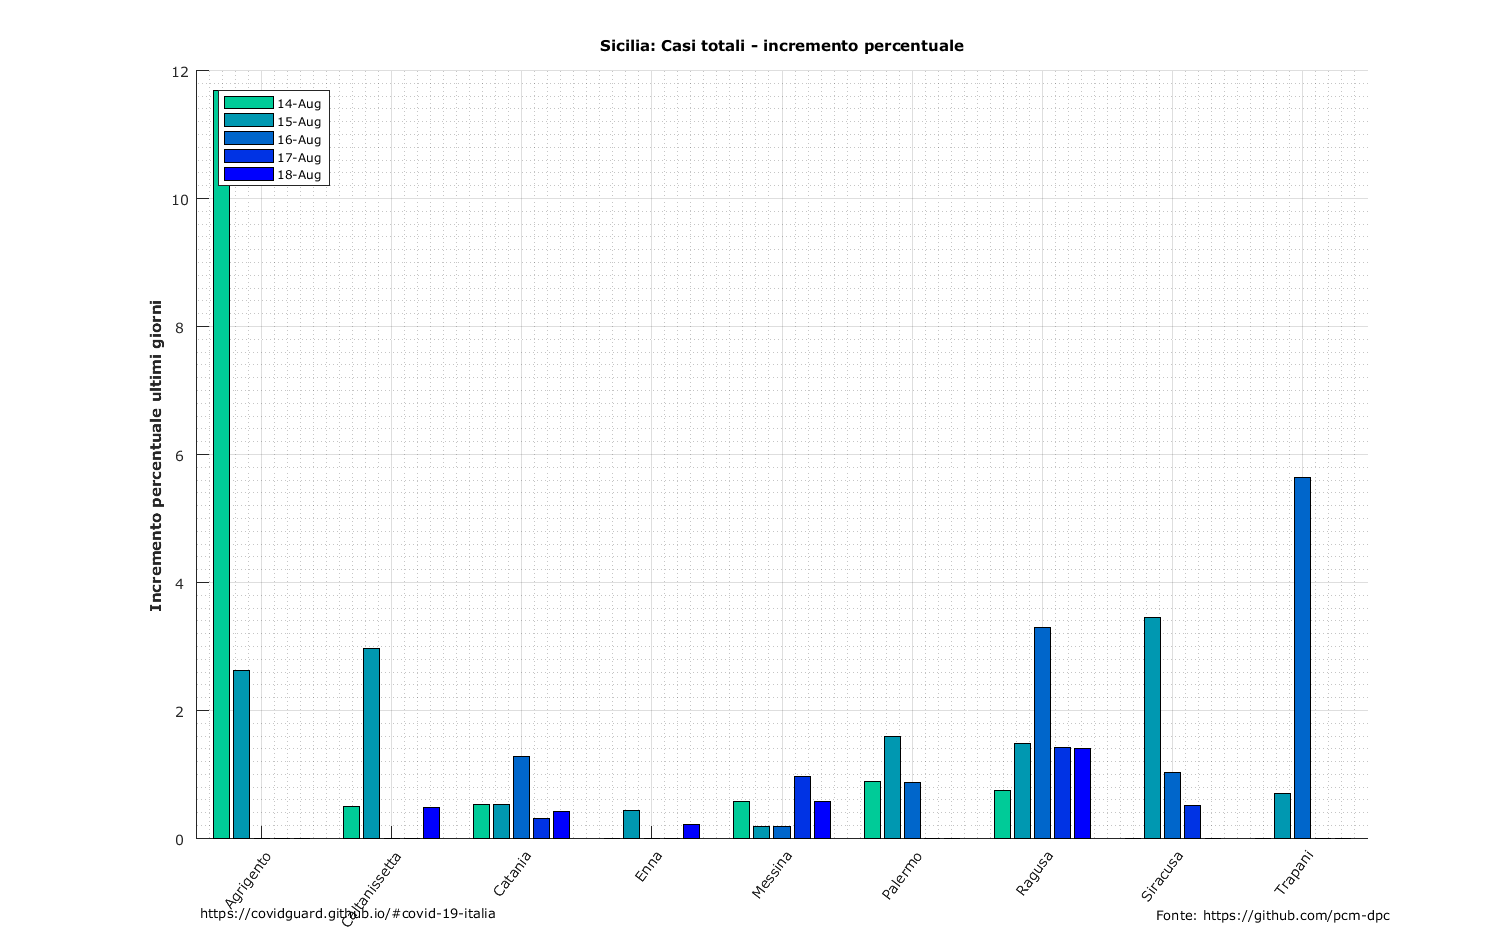 Sicilia: Casi totali - incremento percentuale
12
10
8
6
4
2
0
Incremento percentuale ultimi giorni
14-Aug
15-Aug
16-Aug
17-Aug
18-Aug
Agrigento
Caltanissetta
Catania
Enna
Messina
Palermo
Ragusa
Siracusa
Trapani
https://covidguard.github.io/#covid-19-italia
Fonte: https://github.com/pcm-dpc